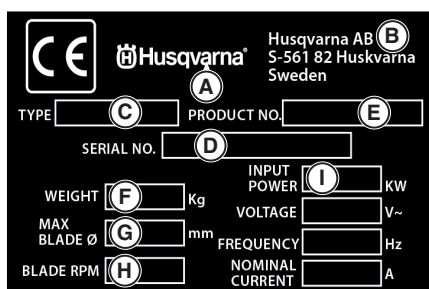 CE
Husqvarna®
A
Husqvarna AB B
S-561 82 Huskvarna
Sweden
TYPE C PRODUCT NO. E
SERIAL NO. D
WEIGHT F Kg
MAX BLADE Ø G mm
BLADE RPM H
INPUT POWER I KW
VOLTAGE V~
FREQUENCY Hz
NOMINAL CURRENT A